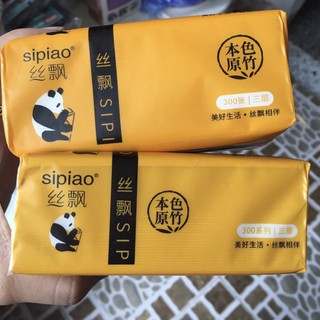 sipiao®
丝飘
丝飘 SIPI
本色
原竹
300张 三层
美好生活·丝飘相伴
sipiao®
丝飘
丝飘 SIP
本色
原竹
300系列 三层
美好生活·丝飘相伴